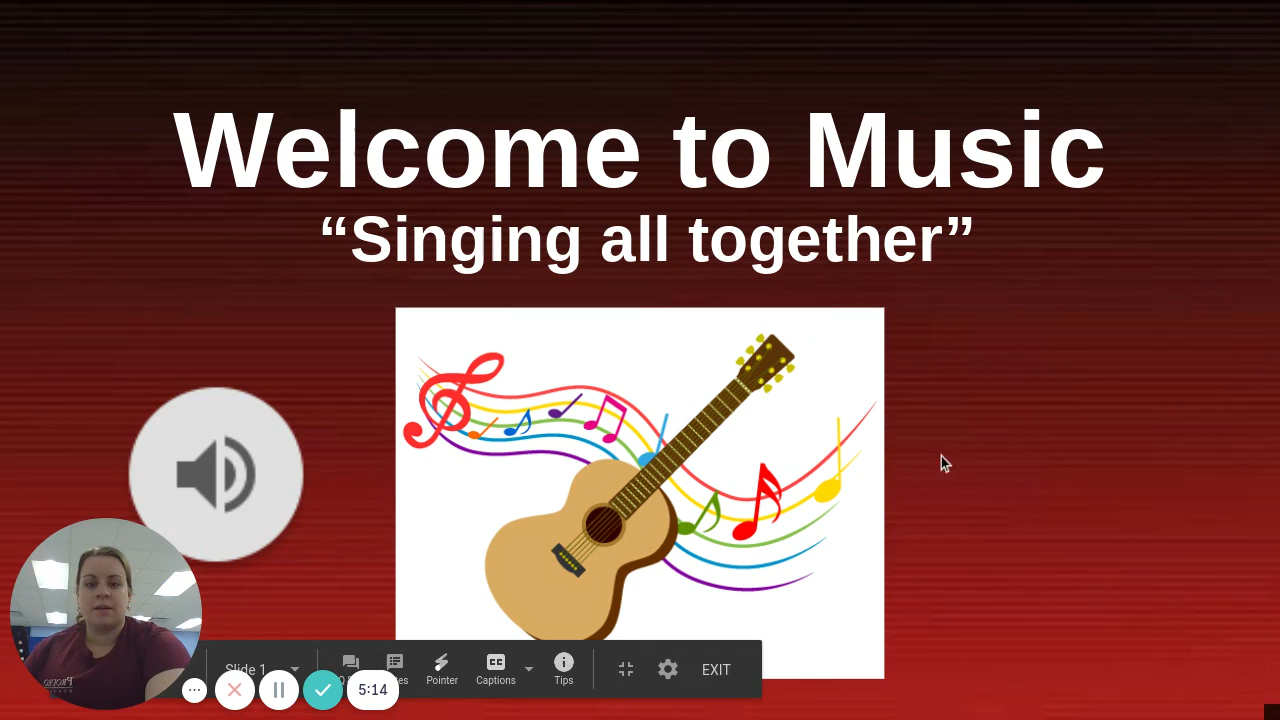 Welcome to Music
“Singing all together”
Slide 1
Pointer
Captions
Tips
EXIT
5:14